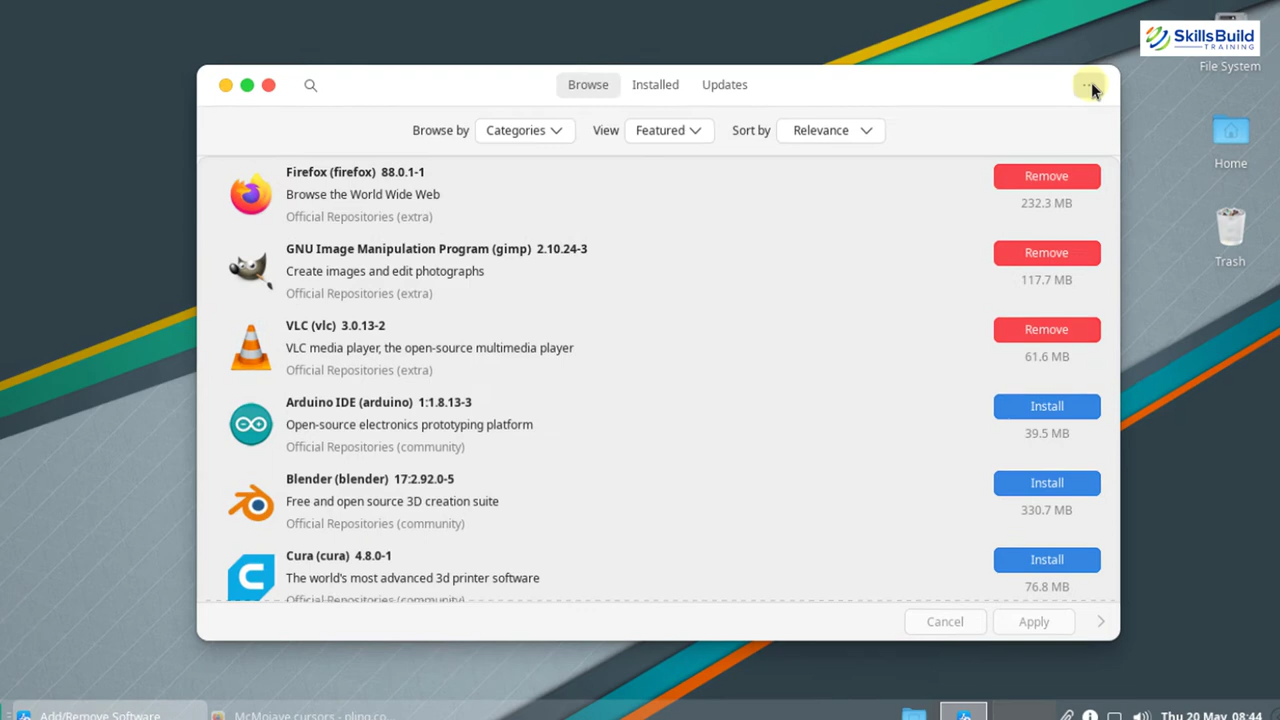 SkillsBuild
TRAINING
File System
Browse
Installed
Updates
...
Browse by
Categories
View
Featured
Sort by
Relevance
Firefox (firefox) 88.0.1-1
Browse the World Wide Web
Official Repositories (extra)
Remove
232.3 MB
GNU Image Manipulation Program (gimp) 2.10.24-3
Create images and edit photographs
Official Repositories (extra)
Remove
117.7 MB
VLC (vlc) 3.0.13-2
VLC media player, the open-source multimedia player
Official Repositories (extra)
Remove
61.6 MB
Arduino IDE (arduino) 1:1.8.13-3
Open-source electronics prototyping platform
Official Repositories (community)
Install
39.5 MB
Blender (blender) 17:2.92.0-5
Free and open source 3D creation suite
Official Repositories (community)
Install
330.7 MB
Cura (cura) 4.8.0-1
The world's most advanced 3d printer software
Official Repositories (community)
Install
76.8 MB
Cancel
Apply
Home
Trash
Add/Remove Software
McMojave cursors - pling.co...
Thu 20 May, 08:44